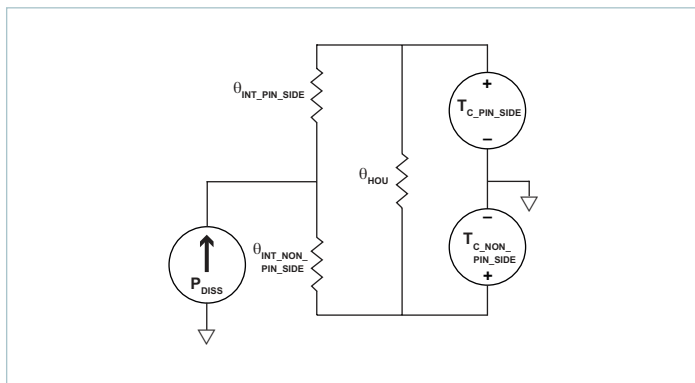 θINT_PIN_SIDE
+
TC_PIN_SIDE
–
θHOU
–
TC_NON_
PIN_SIDE
+
θINT_NON_
PIN_SIDE
PDISS